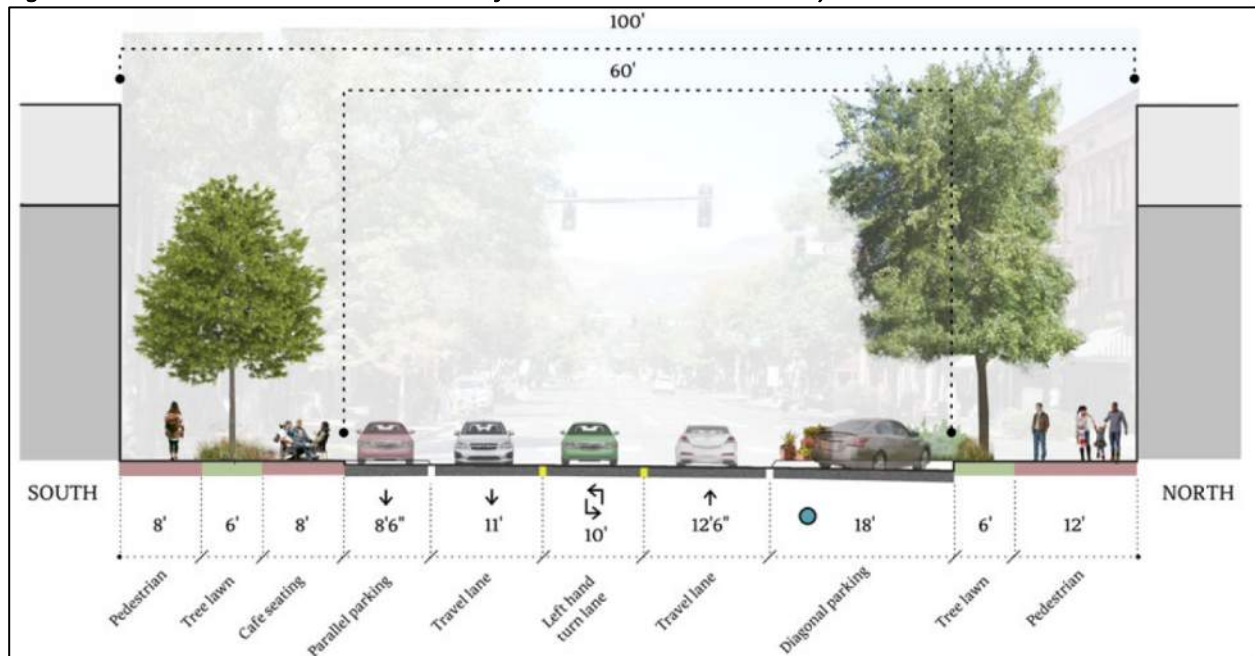 100'
60'
SOUTH
NORTH
8'
6'
8'
8'6"
11'
10'
12'6"
18'
6'
12'
Pedestrian
Tree lawn
Cafe seating
Parallel parking
Travel lane
Left hand
turn lane
Travel lane
Diagonal parking
Tree lawn
Pedestrian